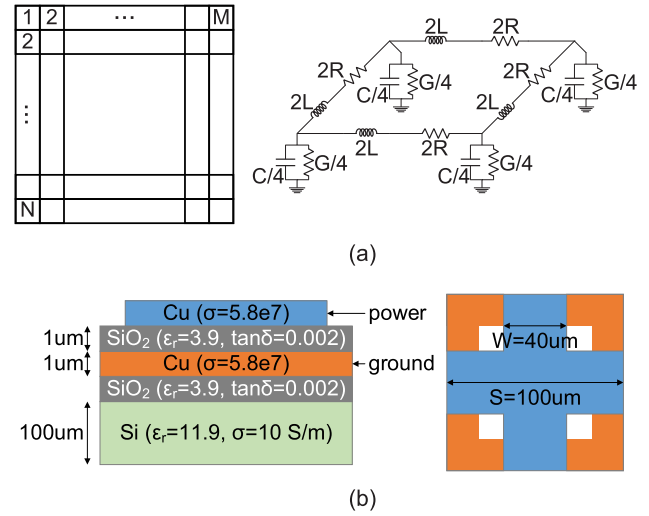 1 2 ... M
2
...
N
2L 2R
2R C/4 G/4 2R C/4 G/4
2L 2L
2L 2R
C/4 G/4 C/4 G/4
(a)
Cu (σ=5.8e7) power
1um SiO₂ (εᵣ=3.9, tanδ=0.002)
1um Cu (σ=5.8e7) ground
SiO₂ (εᵣ=3.9, tanδ=0.002)
100um Si (εᵣ=11.9, σ=10 S/m)
W=40um
S=100um
(b)